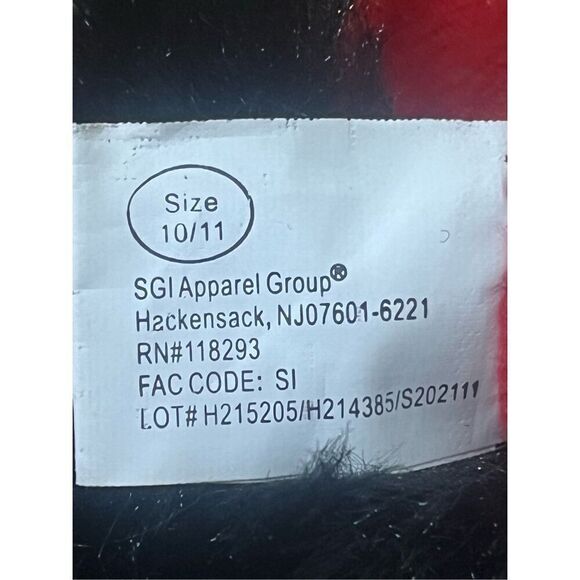 Size
10/11
SGI Apparel Group®
Hackensack, NJ07601-6221
RN#118293
FAC CODE: SI
LOT# H215205/H214385/S202111